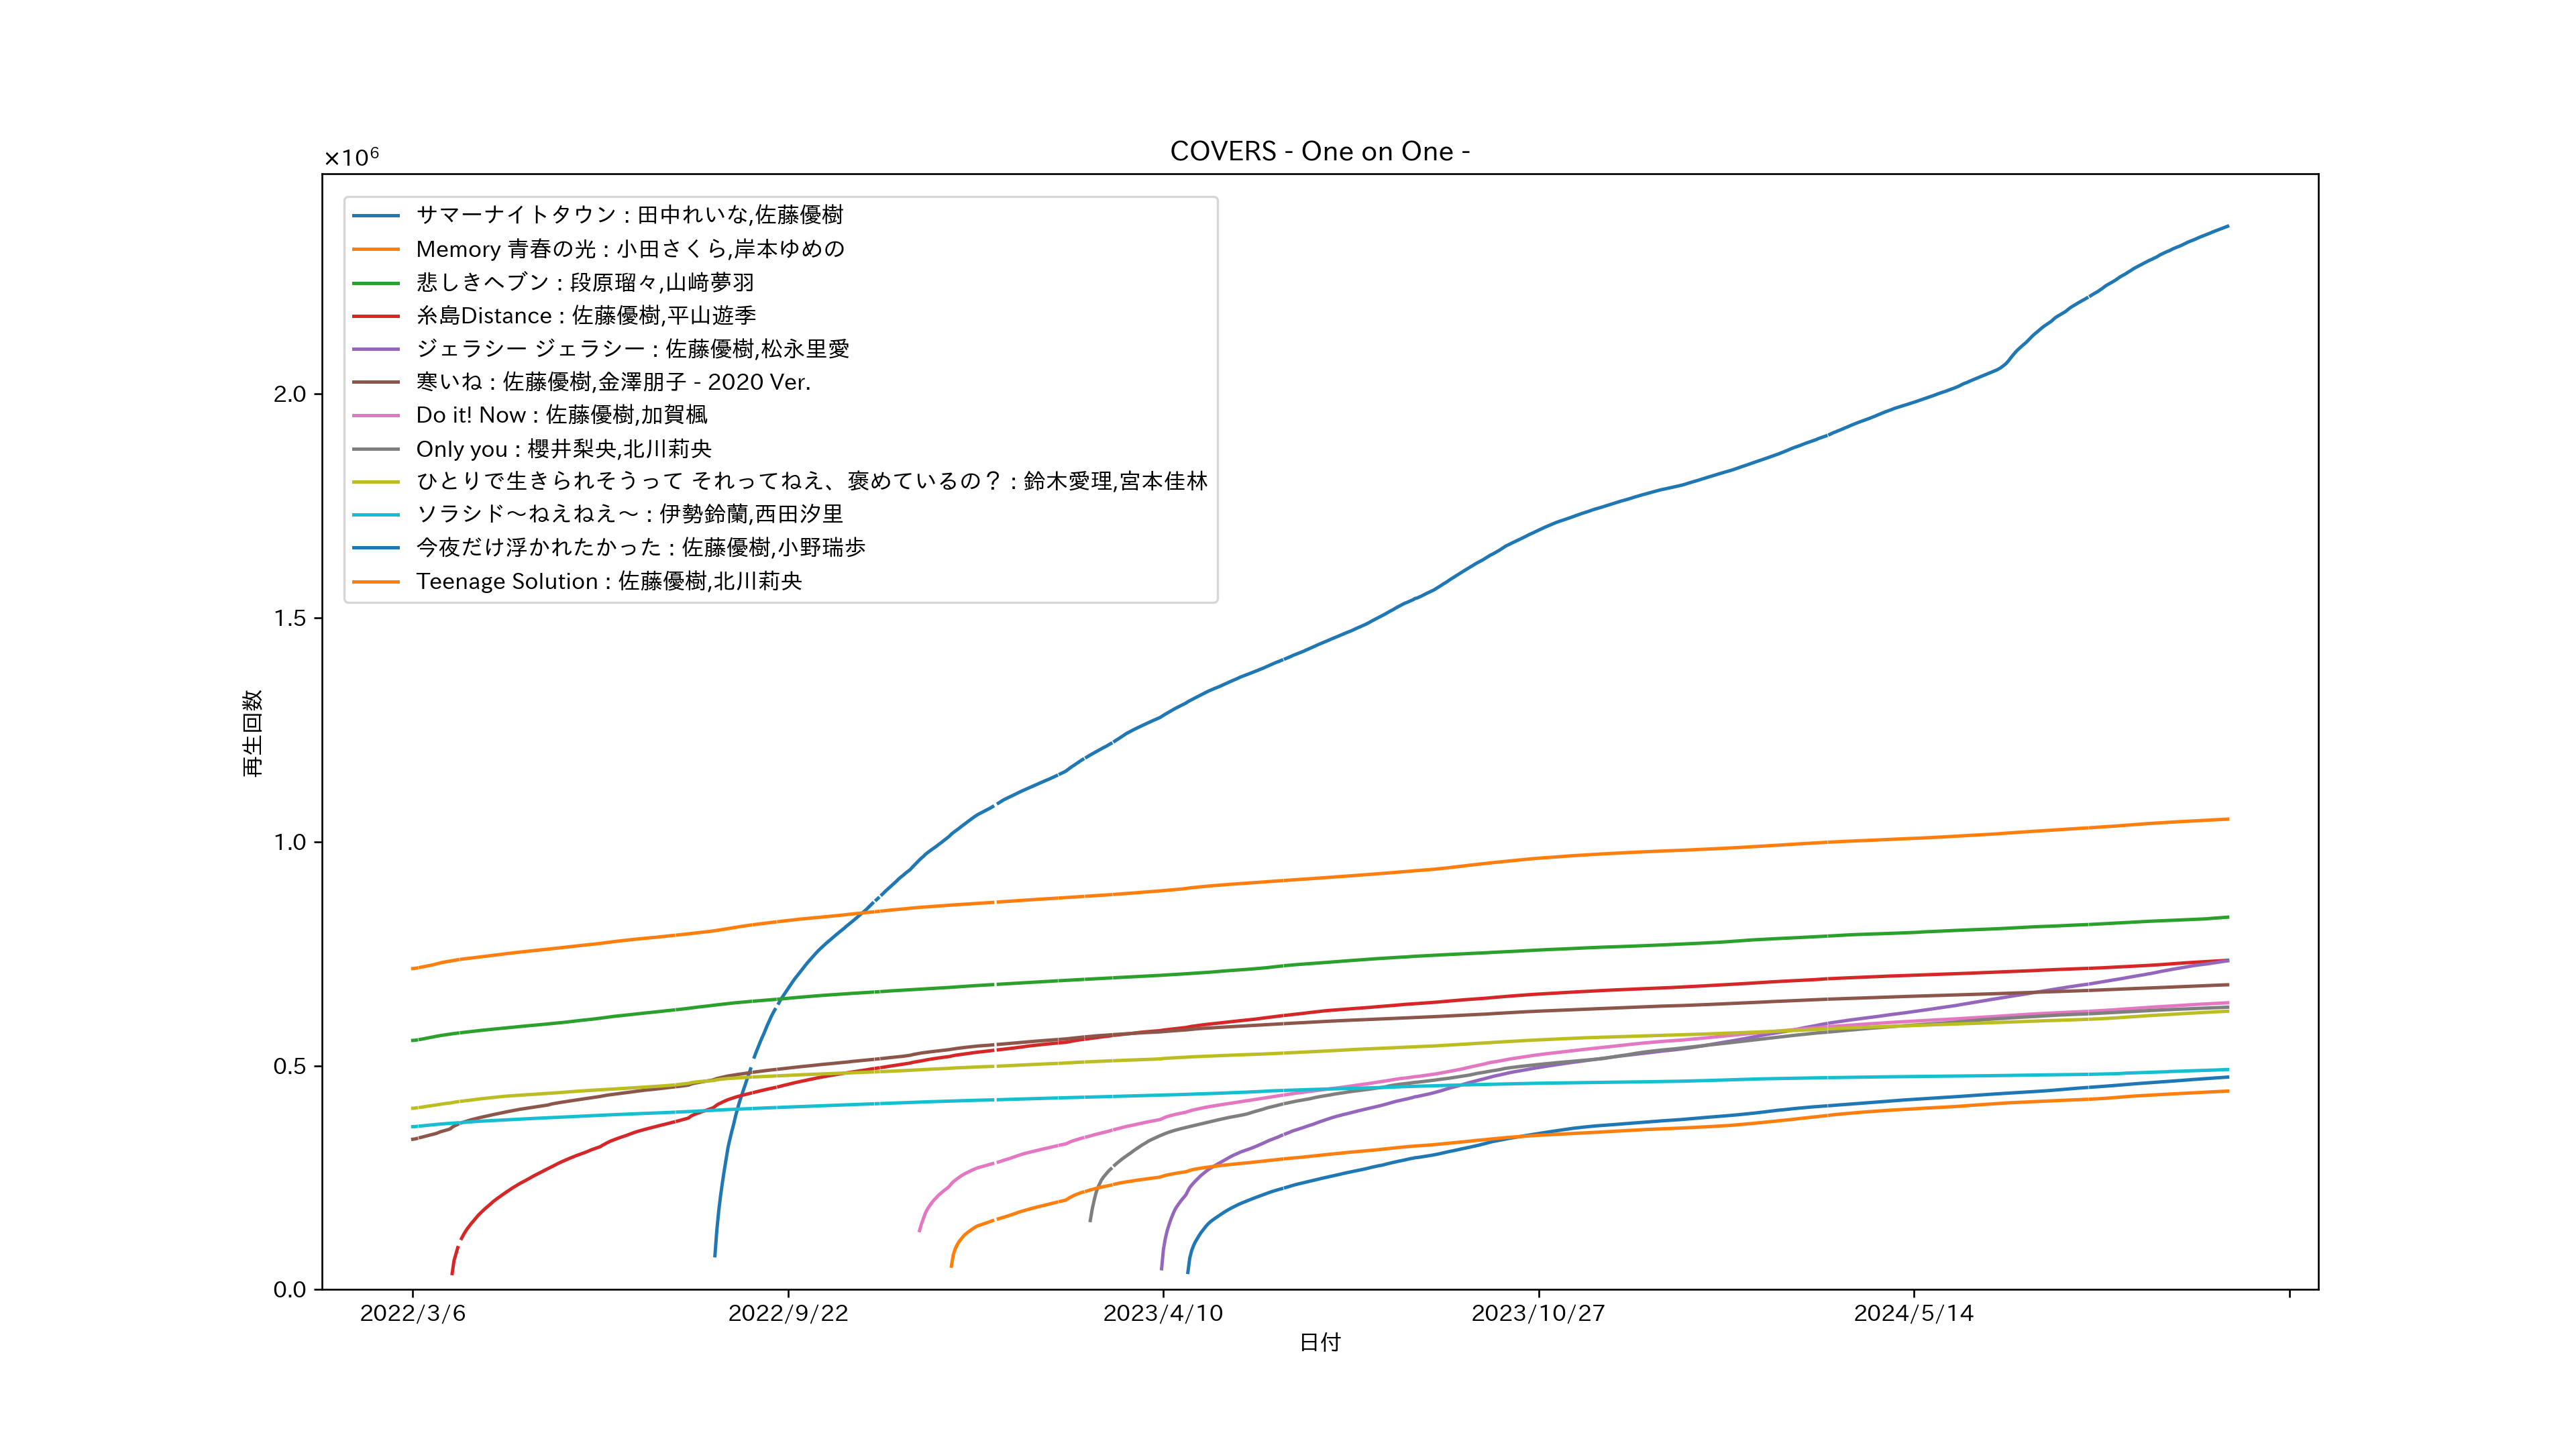 COVERS - One on One -
×10⁶
サマーナイトタウン : 田中れいな,佐藤優樹
Memory 青春の光 : 小田さくら,岸本ゆめの
悲しきヘブン : 段原瑠々,山﨑夢羽
糸島Distance : 佐藤優樹,平山遊季
ジェラシー ジェラシー : 佐藤優樹,松永里愛
寒いね : 佐藤優樹,金澤朋子 - 2020 Ver.
Do it! Now : 佐藤優樹,加賀楓
Only you : 櫻井梨央,北川莉央
ひとりで生きられそうって それってねえ、褒めているの？ : 鈴木愛理,宮本佳林
ソラシド〜ねえねえ〜 : 伊勢鈴蘭,西田汐里
今夜だけ浮かれたかった : 佐藤優樹,小野瑞歩
Teenage Solution : 佐藤優樹,北川莉央
2.0
1.5
1.0
0.5
0.0
再生回数
2022/3/6
2022/9/22
2023/4/10
2023/10/27
2024/5/14
日付